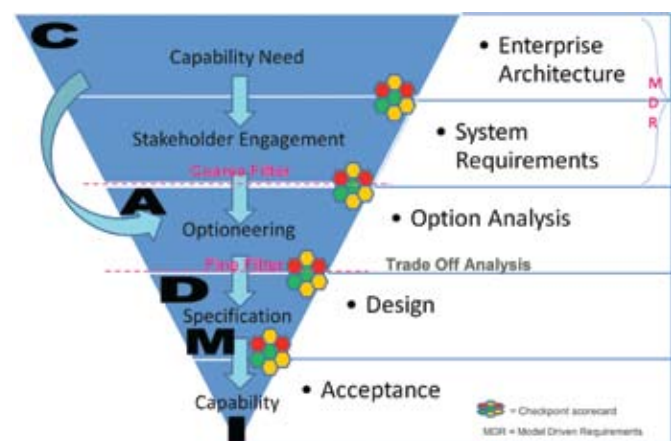 C
Capability Need
• Enterprise
Architecture
M
D
R
Stakeholder Engagement
• System
Requirements
Coarse Filter
A
Optioneering
• Option Analysis
Fine Filter
Trade Off Analysis
D
Specification
• Design
M
Capability
• Acceptance
I
= Checkpoint scorecard
MDR = Model Driven Requirements